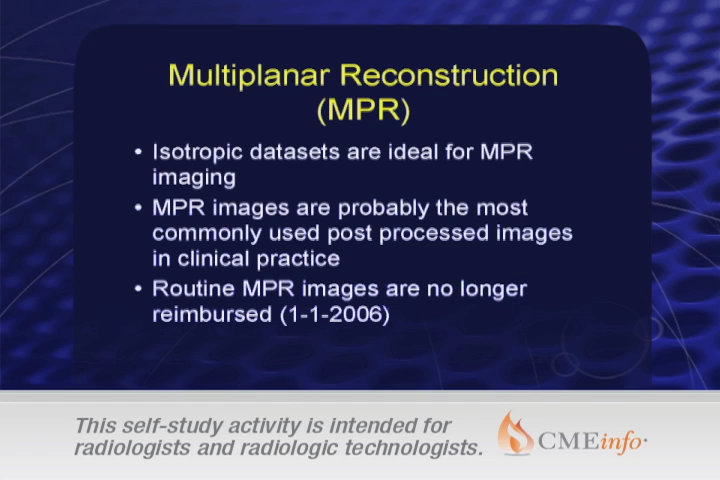 Multiplanar Reconstruction
(MPR)
• Isotropic datasets are ideal for MPR
imaging
• MPR images are probably the most
commonly used post processed images
in clinical practice
• Routine MPR images are no longer
reimbursed (1-1-2006)
This self-study activity is intended for
radiologists and radiologic technologists.
CMEinfo